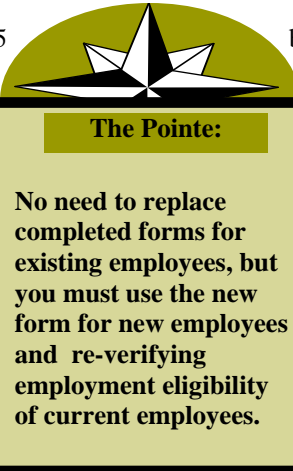 5
The Pointe:
No need to replace
completed forms for
existing employees, but
you must use the new
form for new employees
and re-verifying
employment eligibility
of current employees.